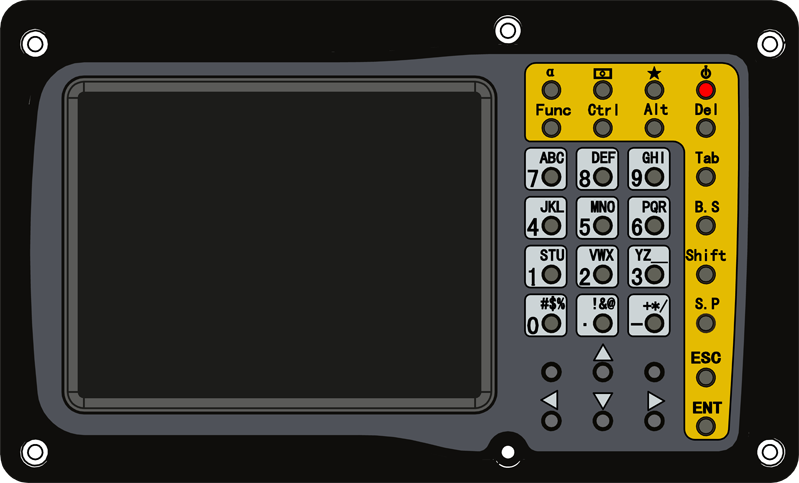 α
Func Ctrl Alt Del
ABC DEF GHI Tab
7 8 9
JKL MNO PQR B.S
4 5 6
STU VWX YZ_ Shift
1 2 3
#$% !&@ +*/ S.P
0 . −
ESC
ENT